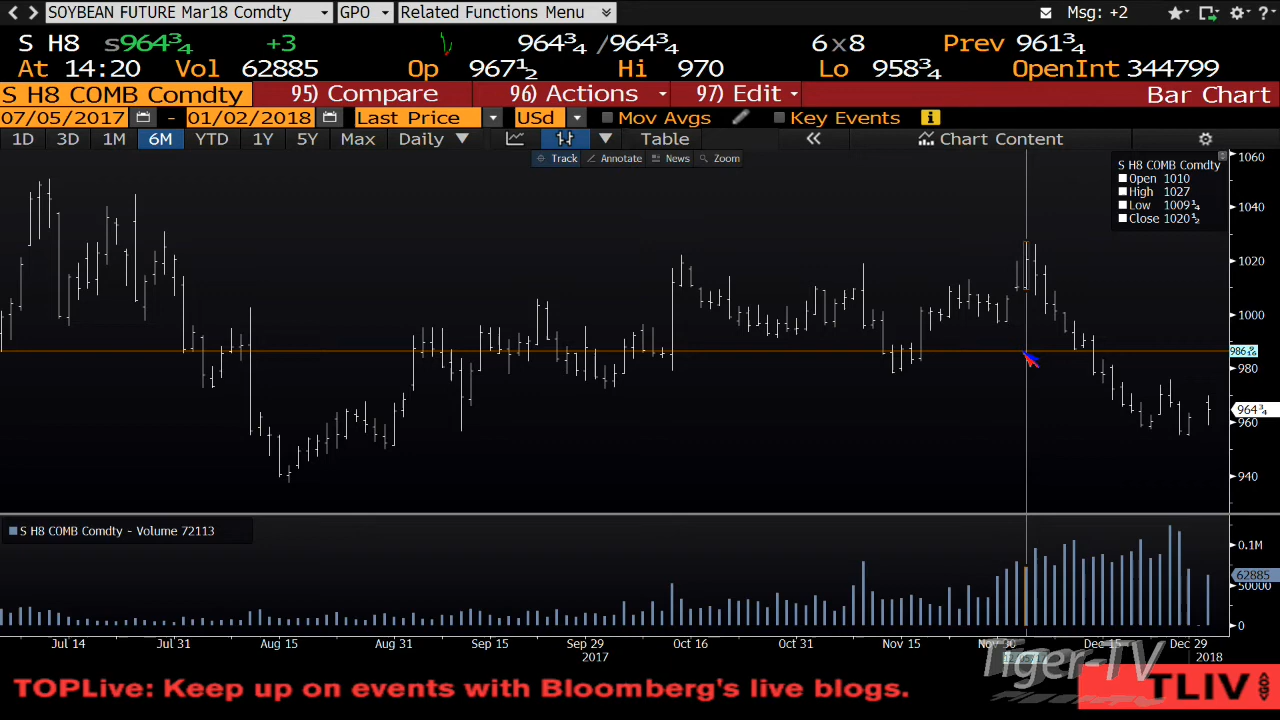 SOYBEAN FUTURE Mar18 Comdty GPO Related Functions Menu Msg: +2
S H8 s964¾ +3 964¾ /964¾ 6x8 Prev 961¾
At 14:20 Vol 62885 Op 967½ Hi 970 Lo 958¾ OpenInt 344799
S H8 COMB Comdty 95) Compare 96) Actions 97) Edit Bar Chart
07/05/2017 - 01/02/2018 Last Price USd Mov Avgs Key Events
1D 3D 1M 6M YTD 1Y 5Y Max Daily Table « Chart Content
Track Annotate News Zoom
S H8 COMB Comdty
Open 1010
High 1027
Low 1009¼
Close 1020½
1060
1040
1020
1000
980
964¾
960
940
S H8 COMB Comdty - Volume 72113
0.1M
62885
50000
0
Jul 14 Jul 31 Aug 15 Aug 31 Sep 15 Sep 29 Oct 16 Oct 31 Nov 15 Nov 30 Dec 15 Dec 29
2017 2018
Tiger-TV
TOPLive: Keep up on events with Bloomberg's live blogs. TLIV